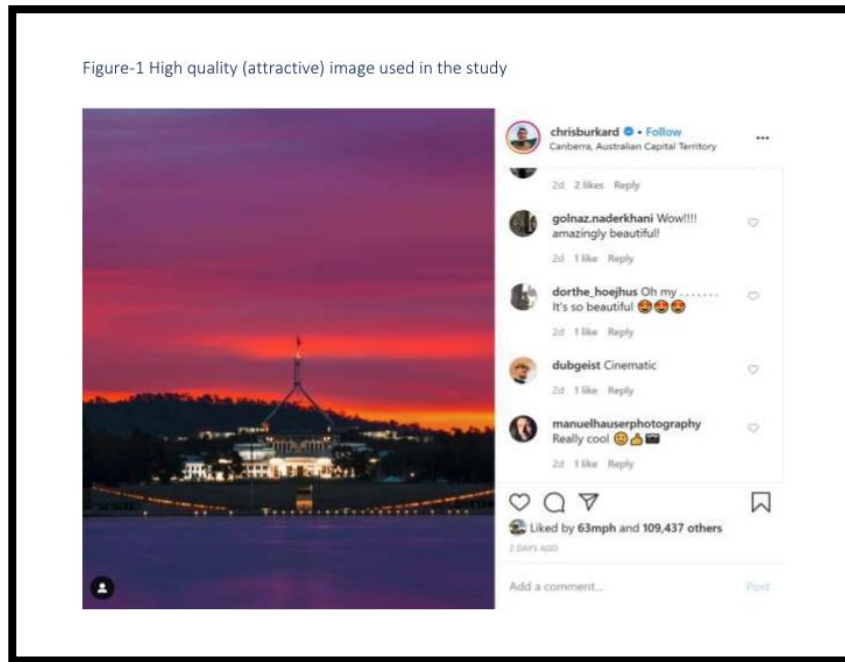 Figure-1 High quality (attractive) image used in the study
chrisburkard • Follow
Canberra, Australian Capital Territory
2d 2 likes Reply
golnaz.naderkhani Wow!!!!
amazingly beautiful!
2d 1 like Reply
dorthe_hoejhus Oh my . . . . . . .
It's so beautiful 😍😍😍
2d 1 like Reply
dubgeist Cinematic
2d 1 like Reply
manuelhauserphotography
Really cool 🙂👍📷
2d 1 like Reply
Liked by 63mph and 109,437 others
2 DAYS AGO
Add a comment... Post